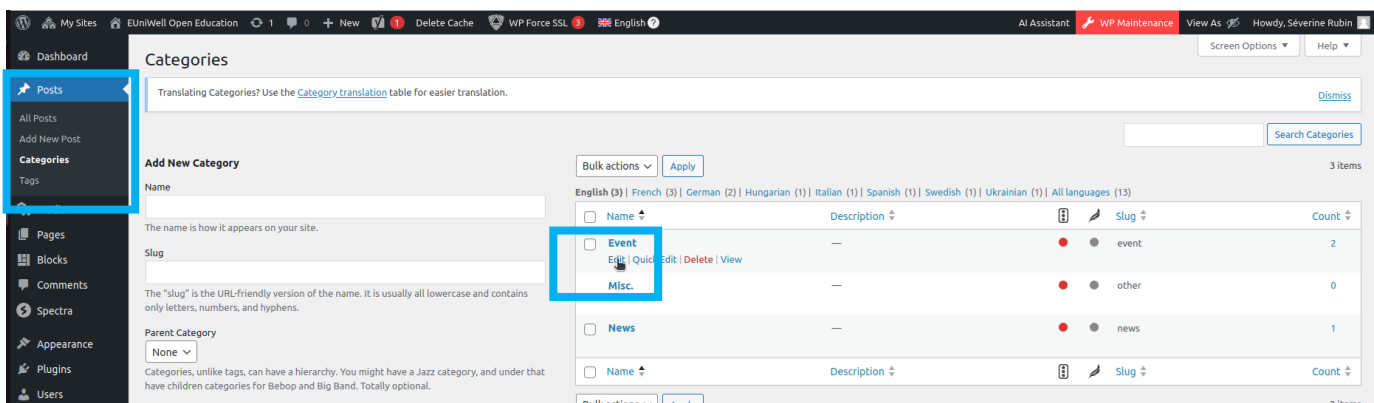 My Sites EUniWell Open Education 1 0 + New 1 Delete Cache WP Force SSL 3 English ? AI Assistant WP Maintenance View As Howdy, Séverine Rubin
Dashboard
Posts
All Posts
Add New Post
Categories
Tags
Pages
Blocks
Comments
Spectra
Appearance
Plugins
Users
Screen Options ▼ Help ▼
Categories
Translating Categories? Use the Category translation table for easier translation.
Dismiss
Search Categories
Add New Category
Name
The name is how it appears on your site.
Slug
The "slug" is the URL-friendly version of the name. It is usually all lowercase and contains
only letters, numbers, and hyphens.
Parent Category
None
Categories, unlike tags, can have a hierarchy. You might have a Jazz category, and under that
have children categories for Bebop and Big Band. Totally optional.
Bulk actions Apply 3 items
English (3) | French (3) | German (2) | Hungarian (1) | Italian (1) | Spanish (1) | Swedish (1) | Ukrainian (1) | All languages (13)
Name Description Slug Count
Event — event 2
Edit | Quick Edit | Delete | View
Misc. — other 0
News — news 1
Name Description Slug Count